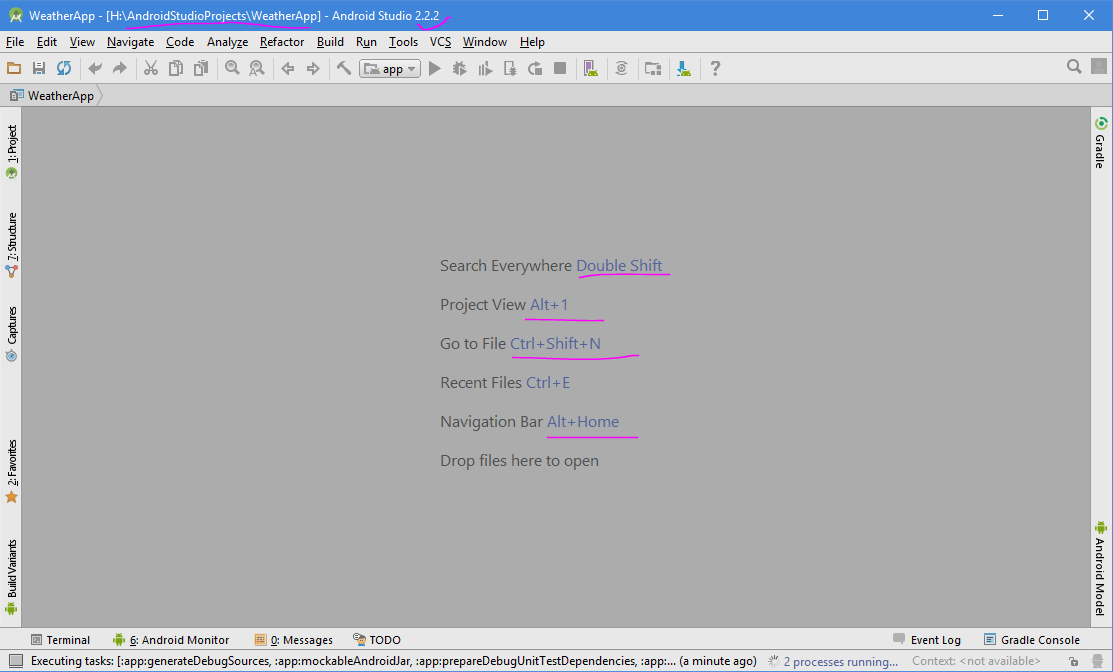 WeatherApp - [H:\AndroidStudioProjects\WeatherApp] - Android Studio 2.2.2
File Edit View Navigate Code Analyze Refactor Build Run Tools VCS Window Help
app
WeatherApp
1: Project
7: Structure
Captures
2: Favorites
Build Variants
Search Everywhere Double Shift
Project View Alt+1
Go to File Ctrl+Shift+N
Recent Files Ctrl+E
Navigation Bar Alt+Home
Drop files here to open
Gradle
Android Model
Terminal 6: Android Monitor 0: Messages TODO Event Log Gradle Console
Executing tasks: [:app:generateDebugSources, :app:mockableAndroidJar, :app:prepareDebugUnitTestDependencies, :app:... (a minute ago) 2 processes running... Context: <not available>